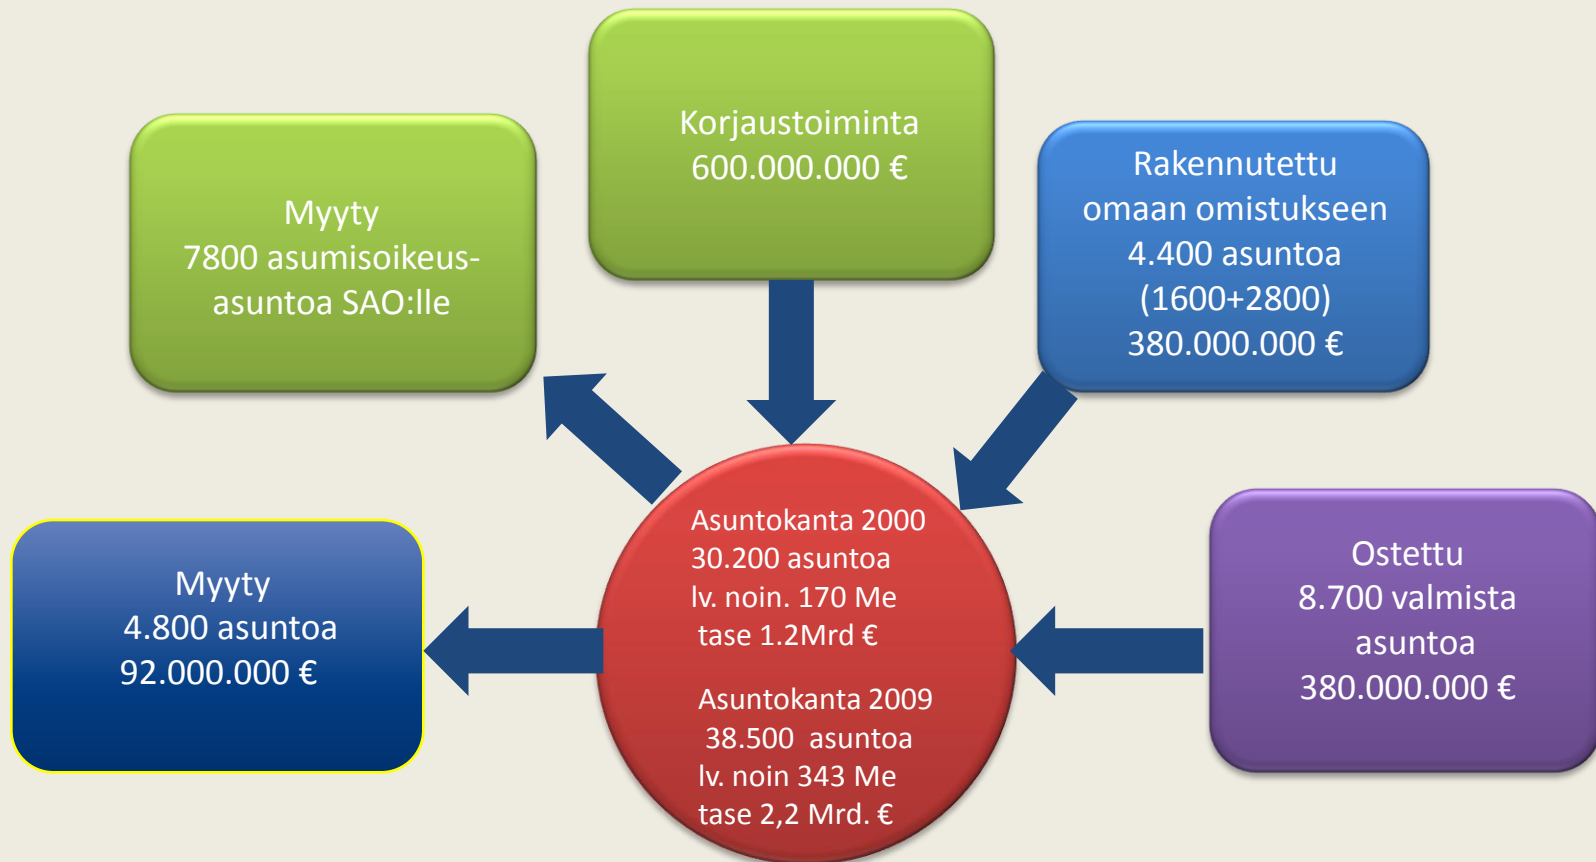 Korjaustoiminta
600.000.000 €
Myyty
7800 asumisoikeus-
asuntoa SAO:lle
Rakennutettu
omaan omistukseen
4.400 asuntoa
(1600+2800)
380.000.000 €
Myyty
4.800 asuntoa
92.000.000 €
Asuntokanta 2000
30.200 asuntoa
lv. noin. 170 Me
tase 1.2Mrd €
Asuntokanta 2009
38.500 asuntoa
lv. noin 343 Me
tase 2,2 Mrd. €
Ostettu
8.700 valmista
asuntoa
380.000.000 €